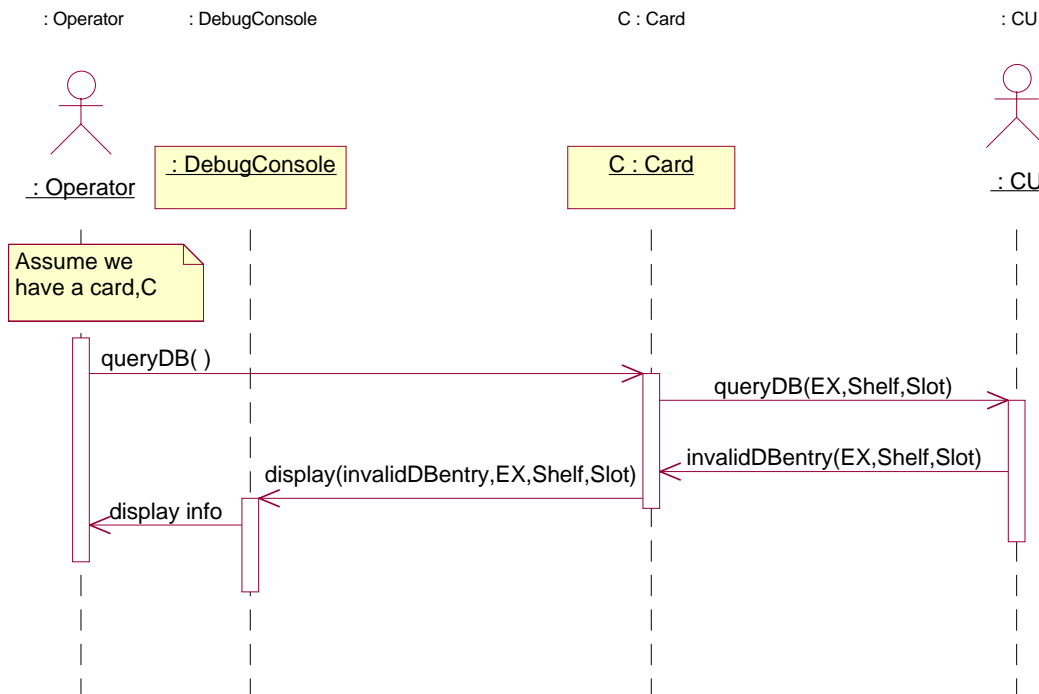 : Operator
: DebugConsole
C : Card
: CU
: Operator
: DebugConsole
C : Card
: CU
Assume we
have a card,C
queryDB( )
queryDB(EX,Shelf,Slot)
invalidDBentry(EX,Shelf,Slot)
display(invalidDBentry,EX,Shelf,Slot)
display info